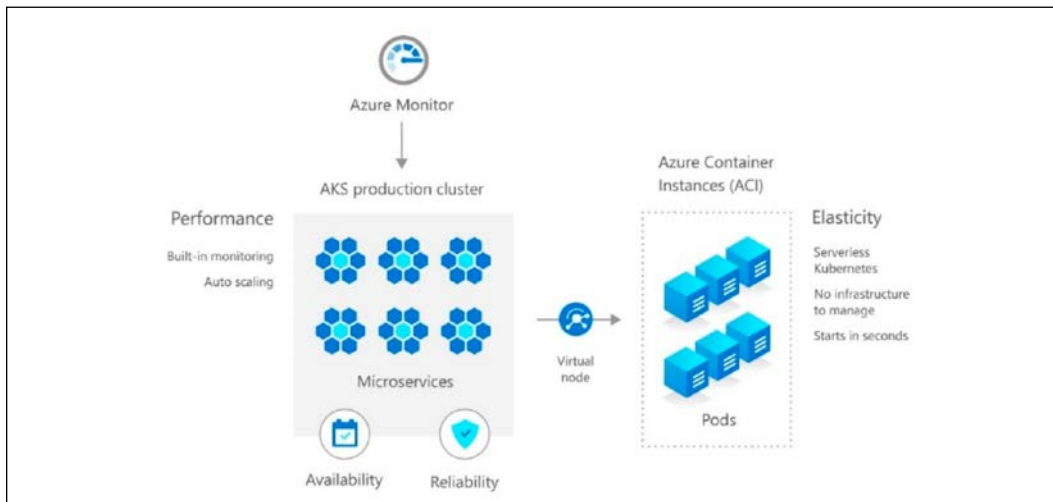 Azure Monitor
AKS production cluster
Performance
Built-in monitoring
Auto scaling
Microservices
Availability
Reliability
Virtual
node
Azure Container
Instances (ACI)
Pods
Elasticity
Serverless
Kubernetes
No infrastructure
to manage
Starts in seconds